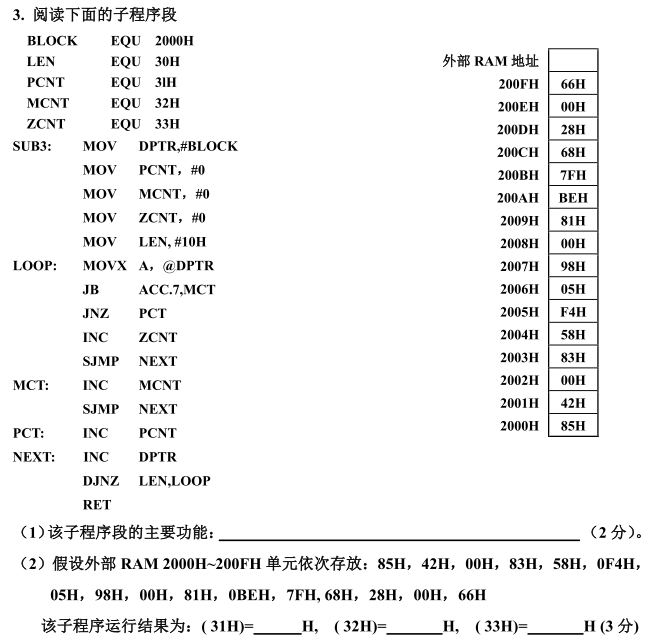 3. 阅读下面的子程序段
BLOCK EQU 2000H
LEN EQU 30H
PCNT EQU 3lH
MCNT EQU 32H
ZCNT EQU 33H
SUB3: MOV DPTR,#BLOCK
MOV PCNT，#0
MOV MCNT，#0
MOV ZCNT，#0
MOV LEN, #10H
LOOP: MOVX A，@DPTR
JB ACC.7,MCT
JNZ PCT
INC ZCNT
SJMP NEXT
MCT: INC MCNT
SJMP NEXT
PCT: INC PCNT
NEXT: INC DPTR
DJNZ LEN,LOOP
RET
外部 RAM 地址
200FH 66H
200EH 00H
200DH 28H
200CH 68H
200BH 7FH
200AH BEH
2009H 81H
2008H 00H
2007H 98H
2006H 05H
2005H F4H
2004H 58H
2003H 83H
2002H 00H
2001H 42H
2000H 85H
（1）该子程序段的主要功能：（2 分）。
（2）假设外部 RAM 2000H~200FH 单元依次存放：85H，42H，00H，83H，58H，0F4H，
05H，98H，00H，81H，0BEH，7FH, 68H，28H，00H，66H
该子程序运行结果为：( 31H)=______H, ( 32H)=______H, ( 33H)=______H (3 分)